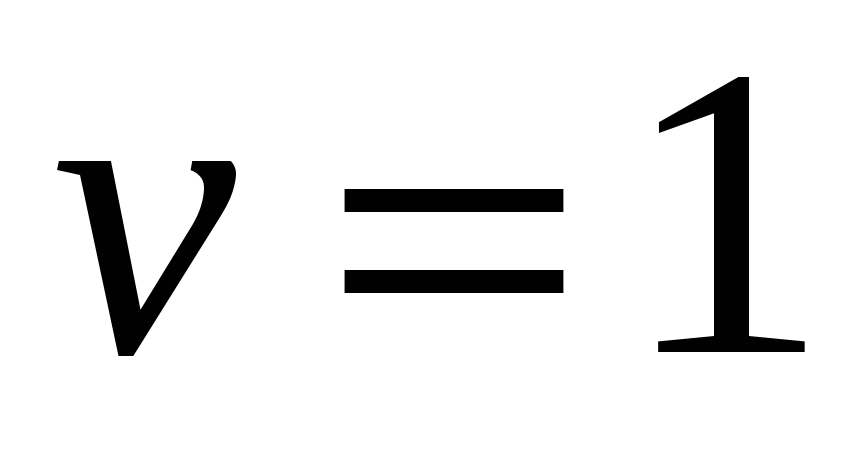 v = 1